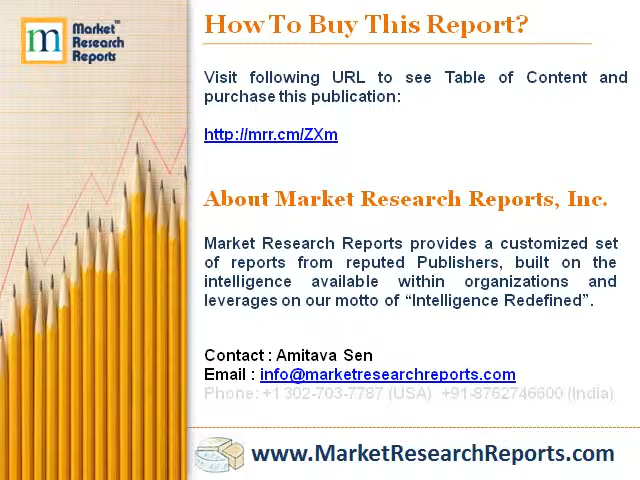 How To Buy This Report?
m
Market
Research
Reports
TM
Visit following URL to see Table of Content and
purchase this publication:
http://mrr.cm/ZXm
About Market Research Reports, Inc.
Market Research Reports provides a customized set
of reports from reputed Publishers, built on the
intelligence available within organizations and
leverages on our motto of “Intelligence Redefined”.
Contact : Amitava Sen
Email : info@marketresearchreports.com
Phone: +1 302-703-7787 (USA) +91-8762746600 (India)
www.MarketResearchReports.com